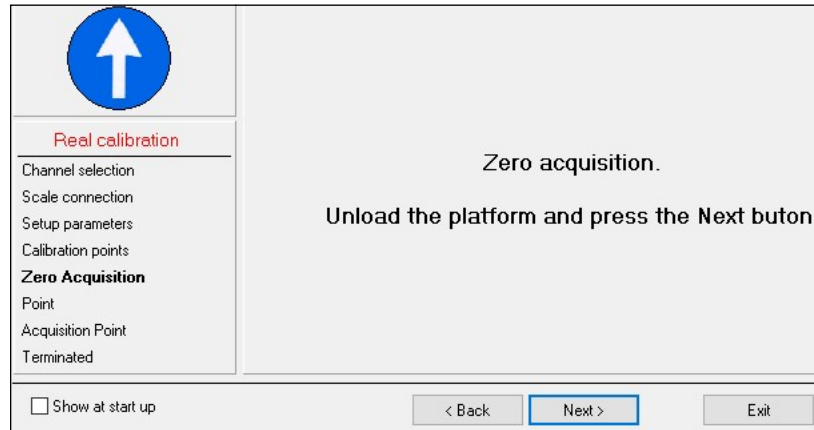 Real calibration
Channel selection
Scale connection
Setup parameters
Calibration points
Zero Acquisition
Point
Acquisition Point
Terminated
Zero acquisition.
Unload the platform and press the Next buton
Show at start up
< Back
Next >
Exit